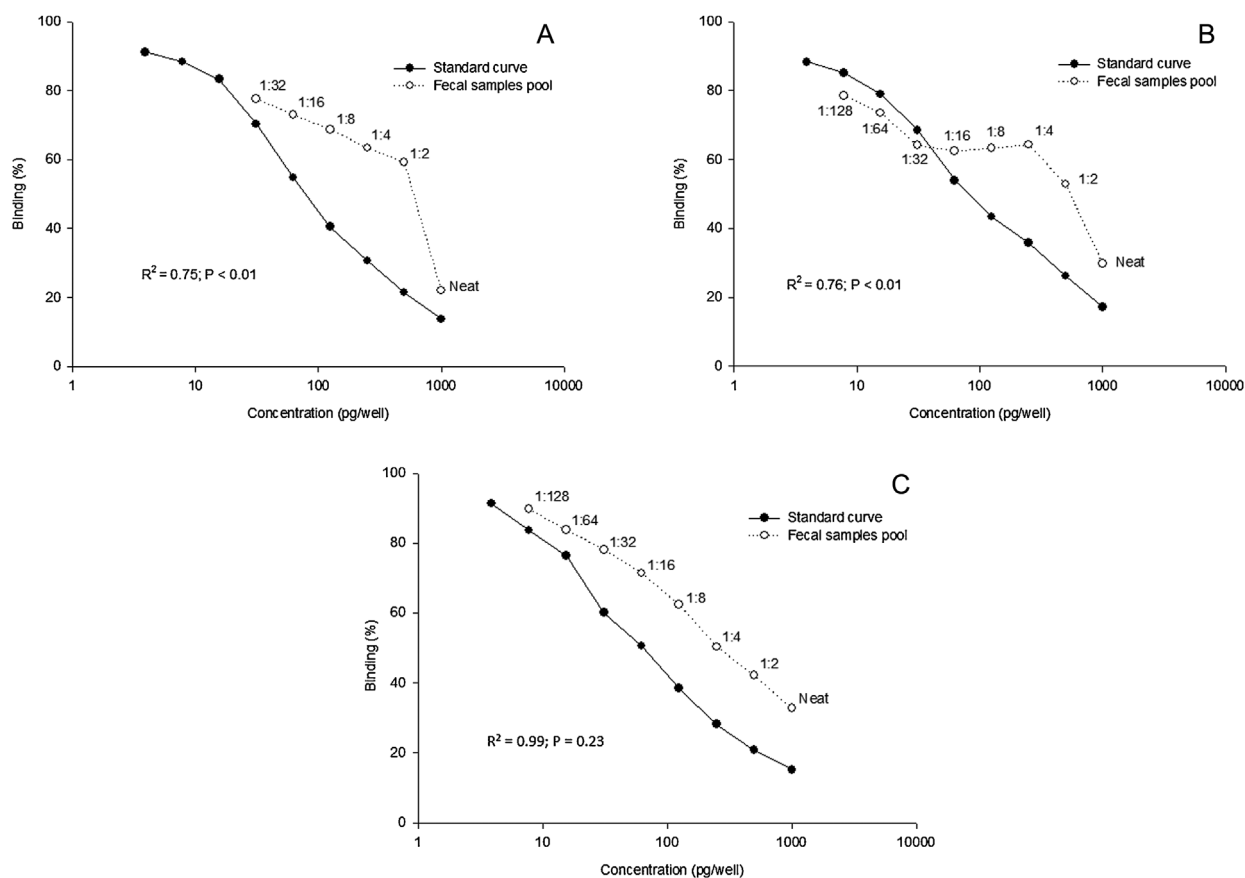 A
Standard curve
Fecal samples pool
100
80
60
40
20
0
Binding (%)
1:32
1:16
1:8
1:4
1:2
Neat
R² = 0.75; P < 0.01
1 10 100 1000 10000
Concentration (pg/well)
B
Standard curve
Fecal samples pool
100
80
60
40
20
0
Binding (%)
1:128
1:64
1:32
1:16
1:8
1:4
1:2
Neat
R² = 0.76; P < 0.01
1 10 100 1000 10000
Concentration (pg/well)
C
Standard curve
Fecal samples pool
100
80
60
40
20
0
Binding (%)
1:128
1:64
1:32
1:16
1:8
1:4
1:2
Neat
R² = 0.99; P = 0.23
1 10 100 1000 10000
Concentration (pg/well)